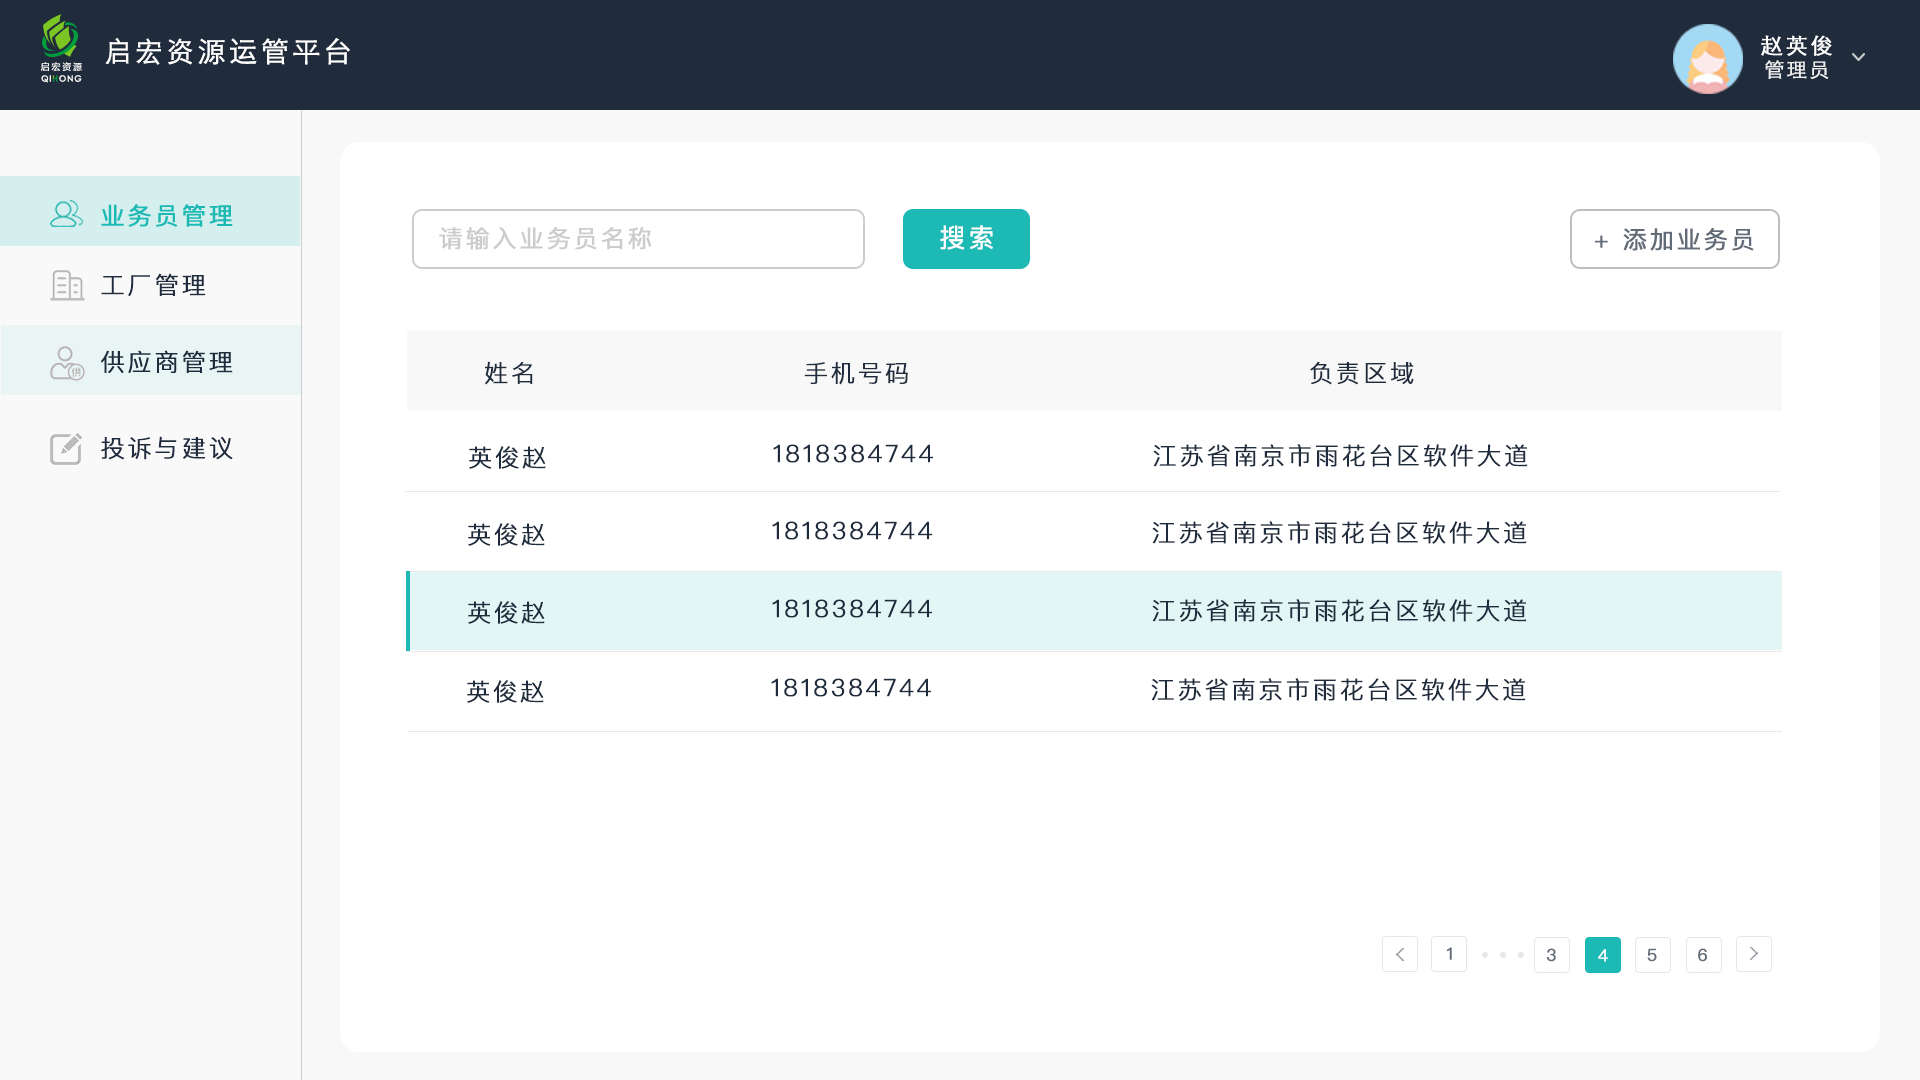 启宏资源
QIHONG
启宏资源运管平台
赵英俊
管理员
业务员管理
工厂管理
供
供应商管理
投诉与建议
请输入业务员名称
搜索
+ 添加业务员
姓名 手机号码 负责区域
英俊赵 1818384744 江苏省南京市雨花台区软件大道
英俊赵 1818384744 江苏省南京市雨花台区软件大道
英俊赵 1818384744 江苏省南京市雨花台区软件大道
英俊赵 1818384744 江苏省南京市雨花台区软件大道
< 1 • • • 3 4 5 6 >